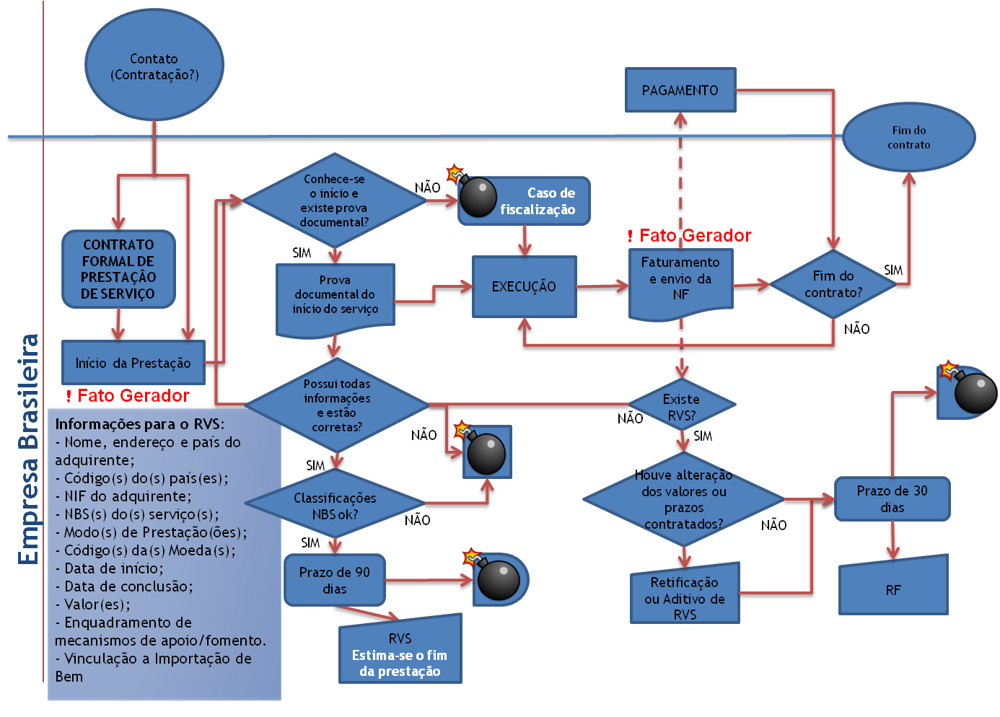 Contato
(Contratação?)
PAGAMENTO
Fim do
contrato
Conhece-se
o início e
existe prova
documental?
NÃO
Caso de
fiscalização
SIM
! Fato Gerador
CONTRATO
FORMAL DE
PRESTAÇÂO
DE SERVIÇO
Prova
documental do
início do serviço
EXECUÇÃO
Faturamento
e envio da
NF
Fim do
contrato?
SIM
NÃO
Início da Prestação
! Fato Gerador
Possui todas
informações
e estão
corretas?
NÃO
SIM
Existe
RVS?
NÃO
SIM
Empresa Brasileira
Informações para o RVS:
- Nome, endereço e país do
adquirente;
- Código(s) do(s) país(es);
- NIF do adquirente;
- NBS(s) do(s) serviço(s);
- Modo(s) de Prestação(ões);
- Código(s) da(s) Moeda(s);
- Data de início;
- Data de conclusão;
- Valor(es);
- Enquadramento de
mecanismos de apoio/fomento.
- Vinculação a Importação de
Bem
Classificações
NBS ok?
NÃO
SIM
Houve alteração
dos valores ou
prazos
contratados?
NÃO
Prazo de 30
dias
Prazo de 90
dias
Retificação
ou Aditivo de
RVS
RF
RVS
Estima-se o fim
da prestação